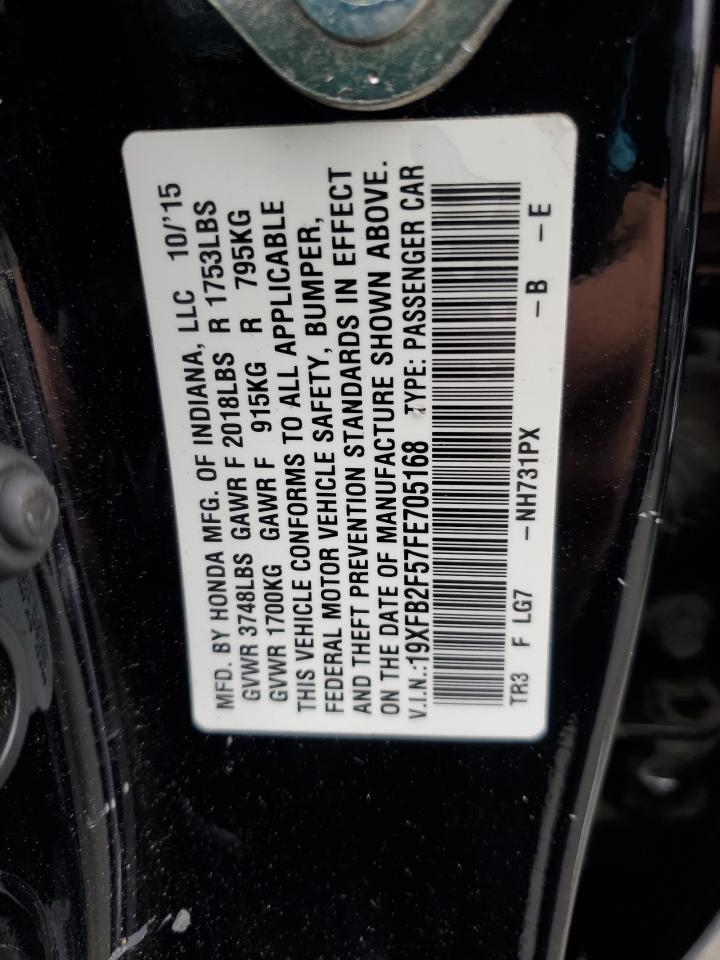 MFD. BY HONDA MFG. OF INDIANA, LLC 10/'15
GVWR 3748LBS GAWR F 2018LBS R 1753LBS
GVWR 1700KG GAWR F 915KG R 795KG
THIS VEHICLE CONFORMS TO ALL APPLICABLE
FEDERAL MOTOR VEHICLE SAFETY, BUMPER,
AND THEFT PREVENTION STANDARDS IN EFFECT
ON THE DATE OF MANUFACTURE SHOWN ABOVE.
V.I.N.:19XFB2F57FE705168 TYPE: PASSENGER CAR
TR3 F LG7 -NH731PX -B -E